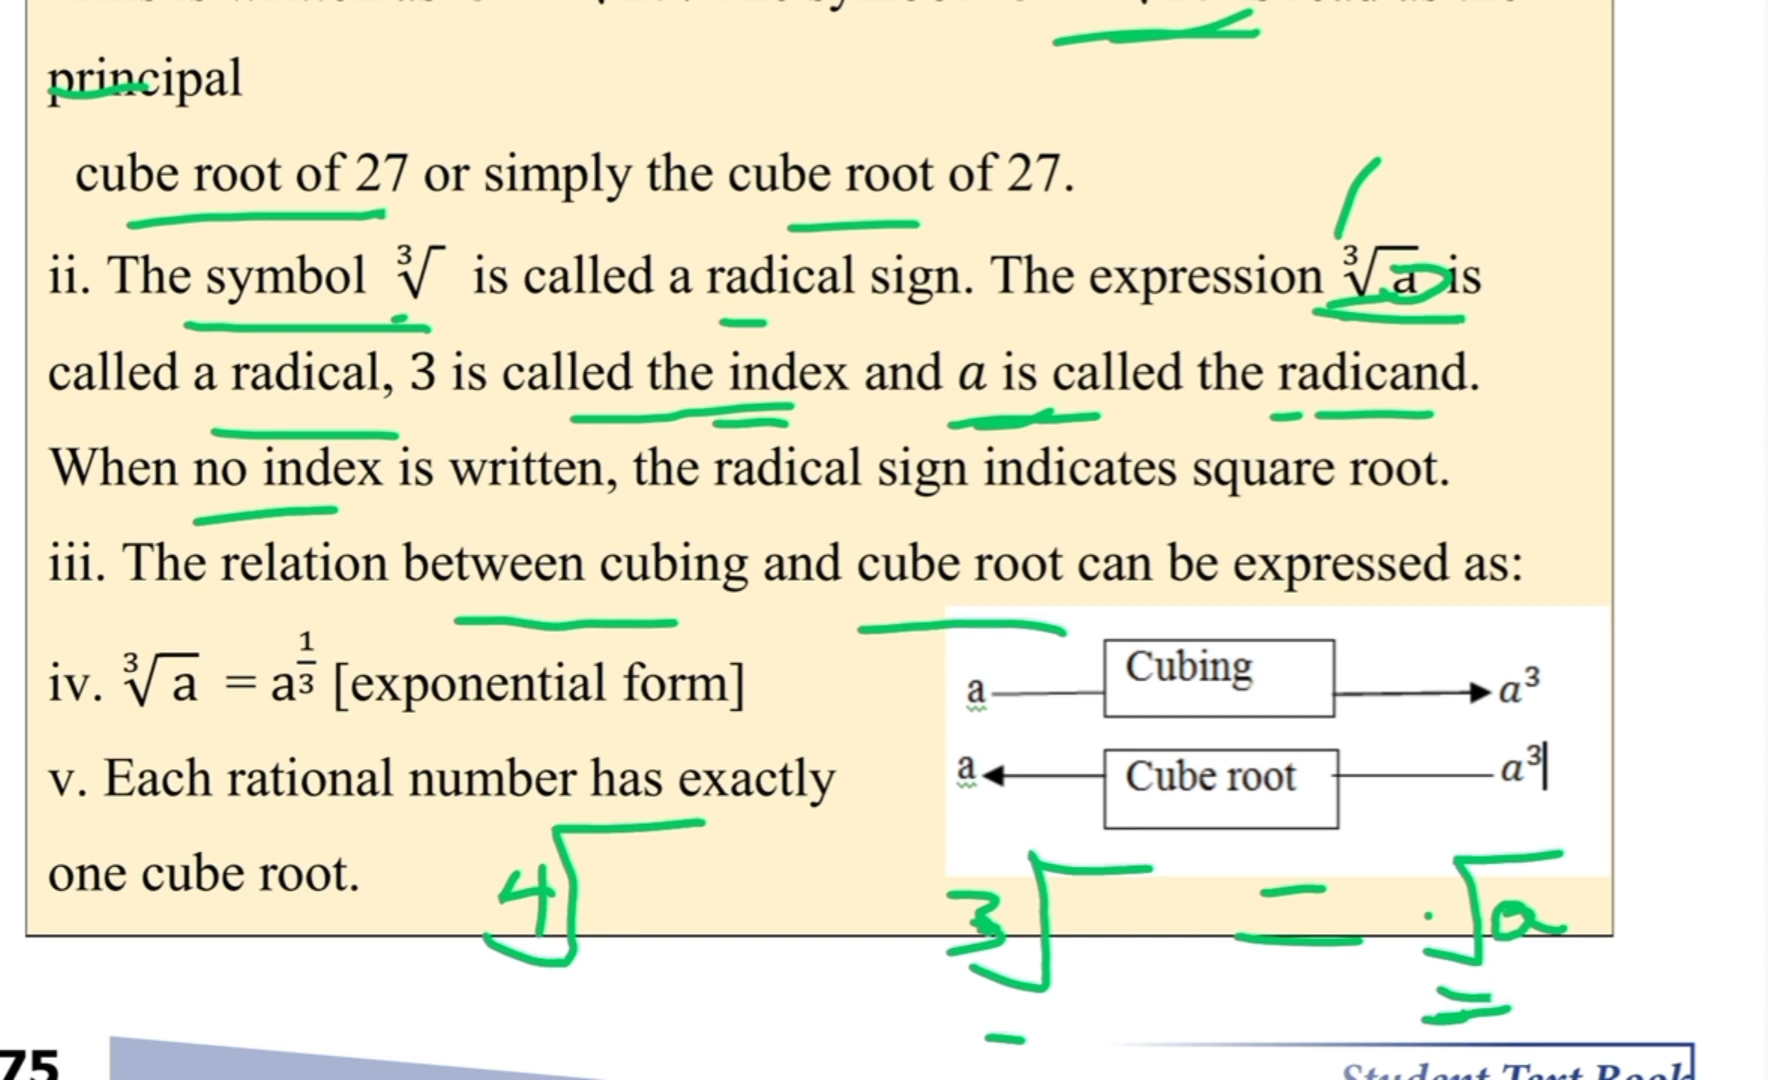 principal
cube root of 27 or simply the cube root of 27.
ii. The symbol ∛ is called a radical sign. The expression ∛a is
called a radical, 3 is called the index and a is called the radicand.
When no index is written, the radical sign indicates square root.
iii. The relation between cubing and cube root can be expressed as:
iv. ∛a = a^(1/3) [exponential form]
a Cubing a³
v. Each rational number has exactly
a Cube root a³
one cube root.
4√ 3√ = √a
75
Student Text Book